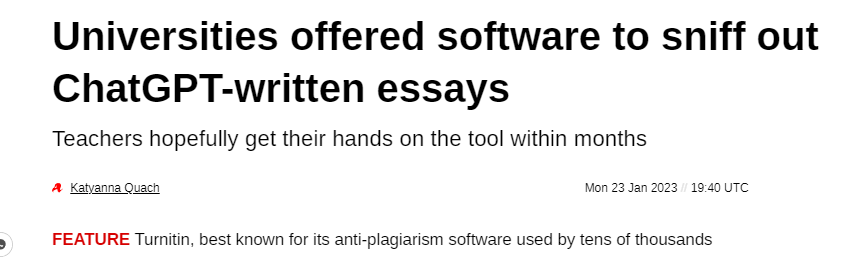 Universities offered software to sniff out
ChatGPT-written essays
Teachers hopefully get their hands on the tool within months
Katyanna Quach
Mon 23 Jan 2023 // 19:40 UTC
FEATURE Turnitin, best known for its anti-plagiarism software used by tens of thousands